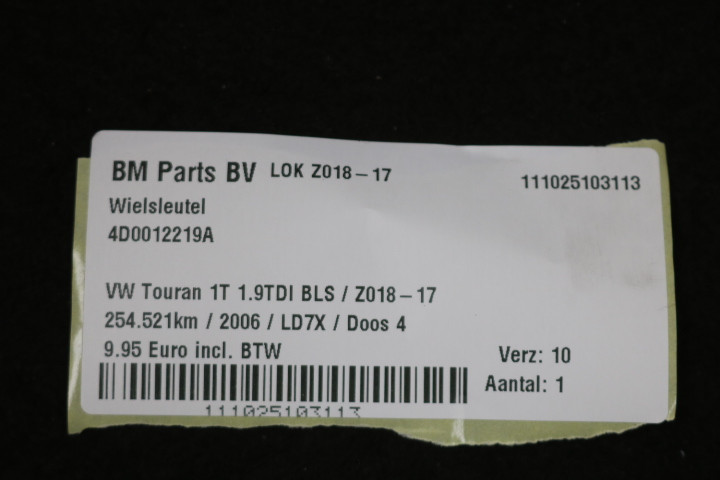 BM Parts BV LOK Z018-17 111025103113
Wielsleutel
4D0012219A
VW Touran 1T 1.9TDI BLS / Z018-17
254.521km / 2006 / LD7X / Doos 4
9.95 Euro incl. BTW Verz: 10
Aantal: 1
111025103113